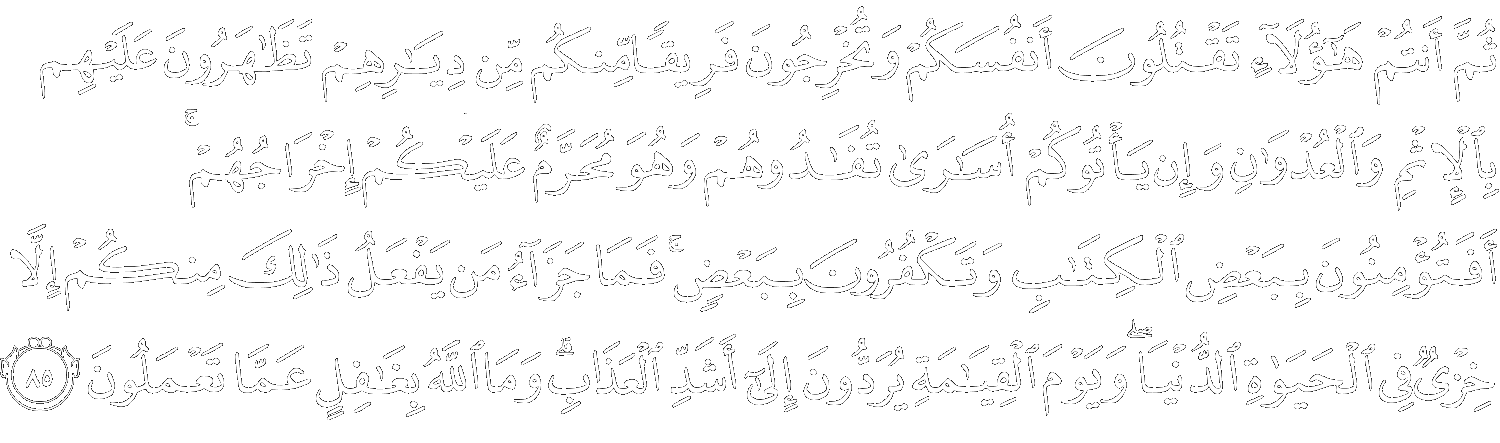 ثُمَّ أَنتُمْ هَٰٓؤُلَآءِ تَقْتُلُونَ أَنفُسَكُمْ وَتُخْرِجُونَ فَرِيقًا مِّنكُم مِّن دِيَٰرِهِمْ تَظَٰهَرُونَ عَلَيْهِم
بِٱلْإِثْمِ وَٱلْعُدْوَٰنِ وَإِن يَأْتُوكُمْ أُسَٰرَىٰ تُفَٰدُوهُمْ وَهُوَ مُحَرَّمٌ عَلَيْكُمْ إِخْرَاجُهُمْ ۚ
أَفَتُؤْمِنُونَ بِبَعْضِ ٱلْكِتَٰبِ وَتَكْفُرُونَ بِبَعْضٍ ۚ فَمَا جَزَآءُ مَن يَفْعَلُ ذَٰلِكَ مِنكُمْ إِلَّا
خِزْىٌ فِى ٱلْحَيَوٰةِ ٱلدُّنْيَا ۖ وَيَوْمَ ٱلْقِيَٰمَةِ يُرَدُّونَ إِلَىٰٓ أَشَدِّ ٱلْعَذَابِ ۗ وَمَا ٱللَّهُ بِغَٰفِلٍ عَمَّا تَعْمَلُونَ ٨٥